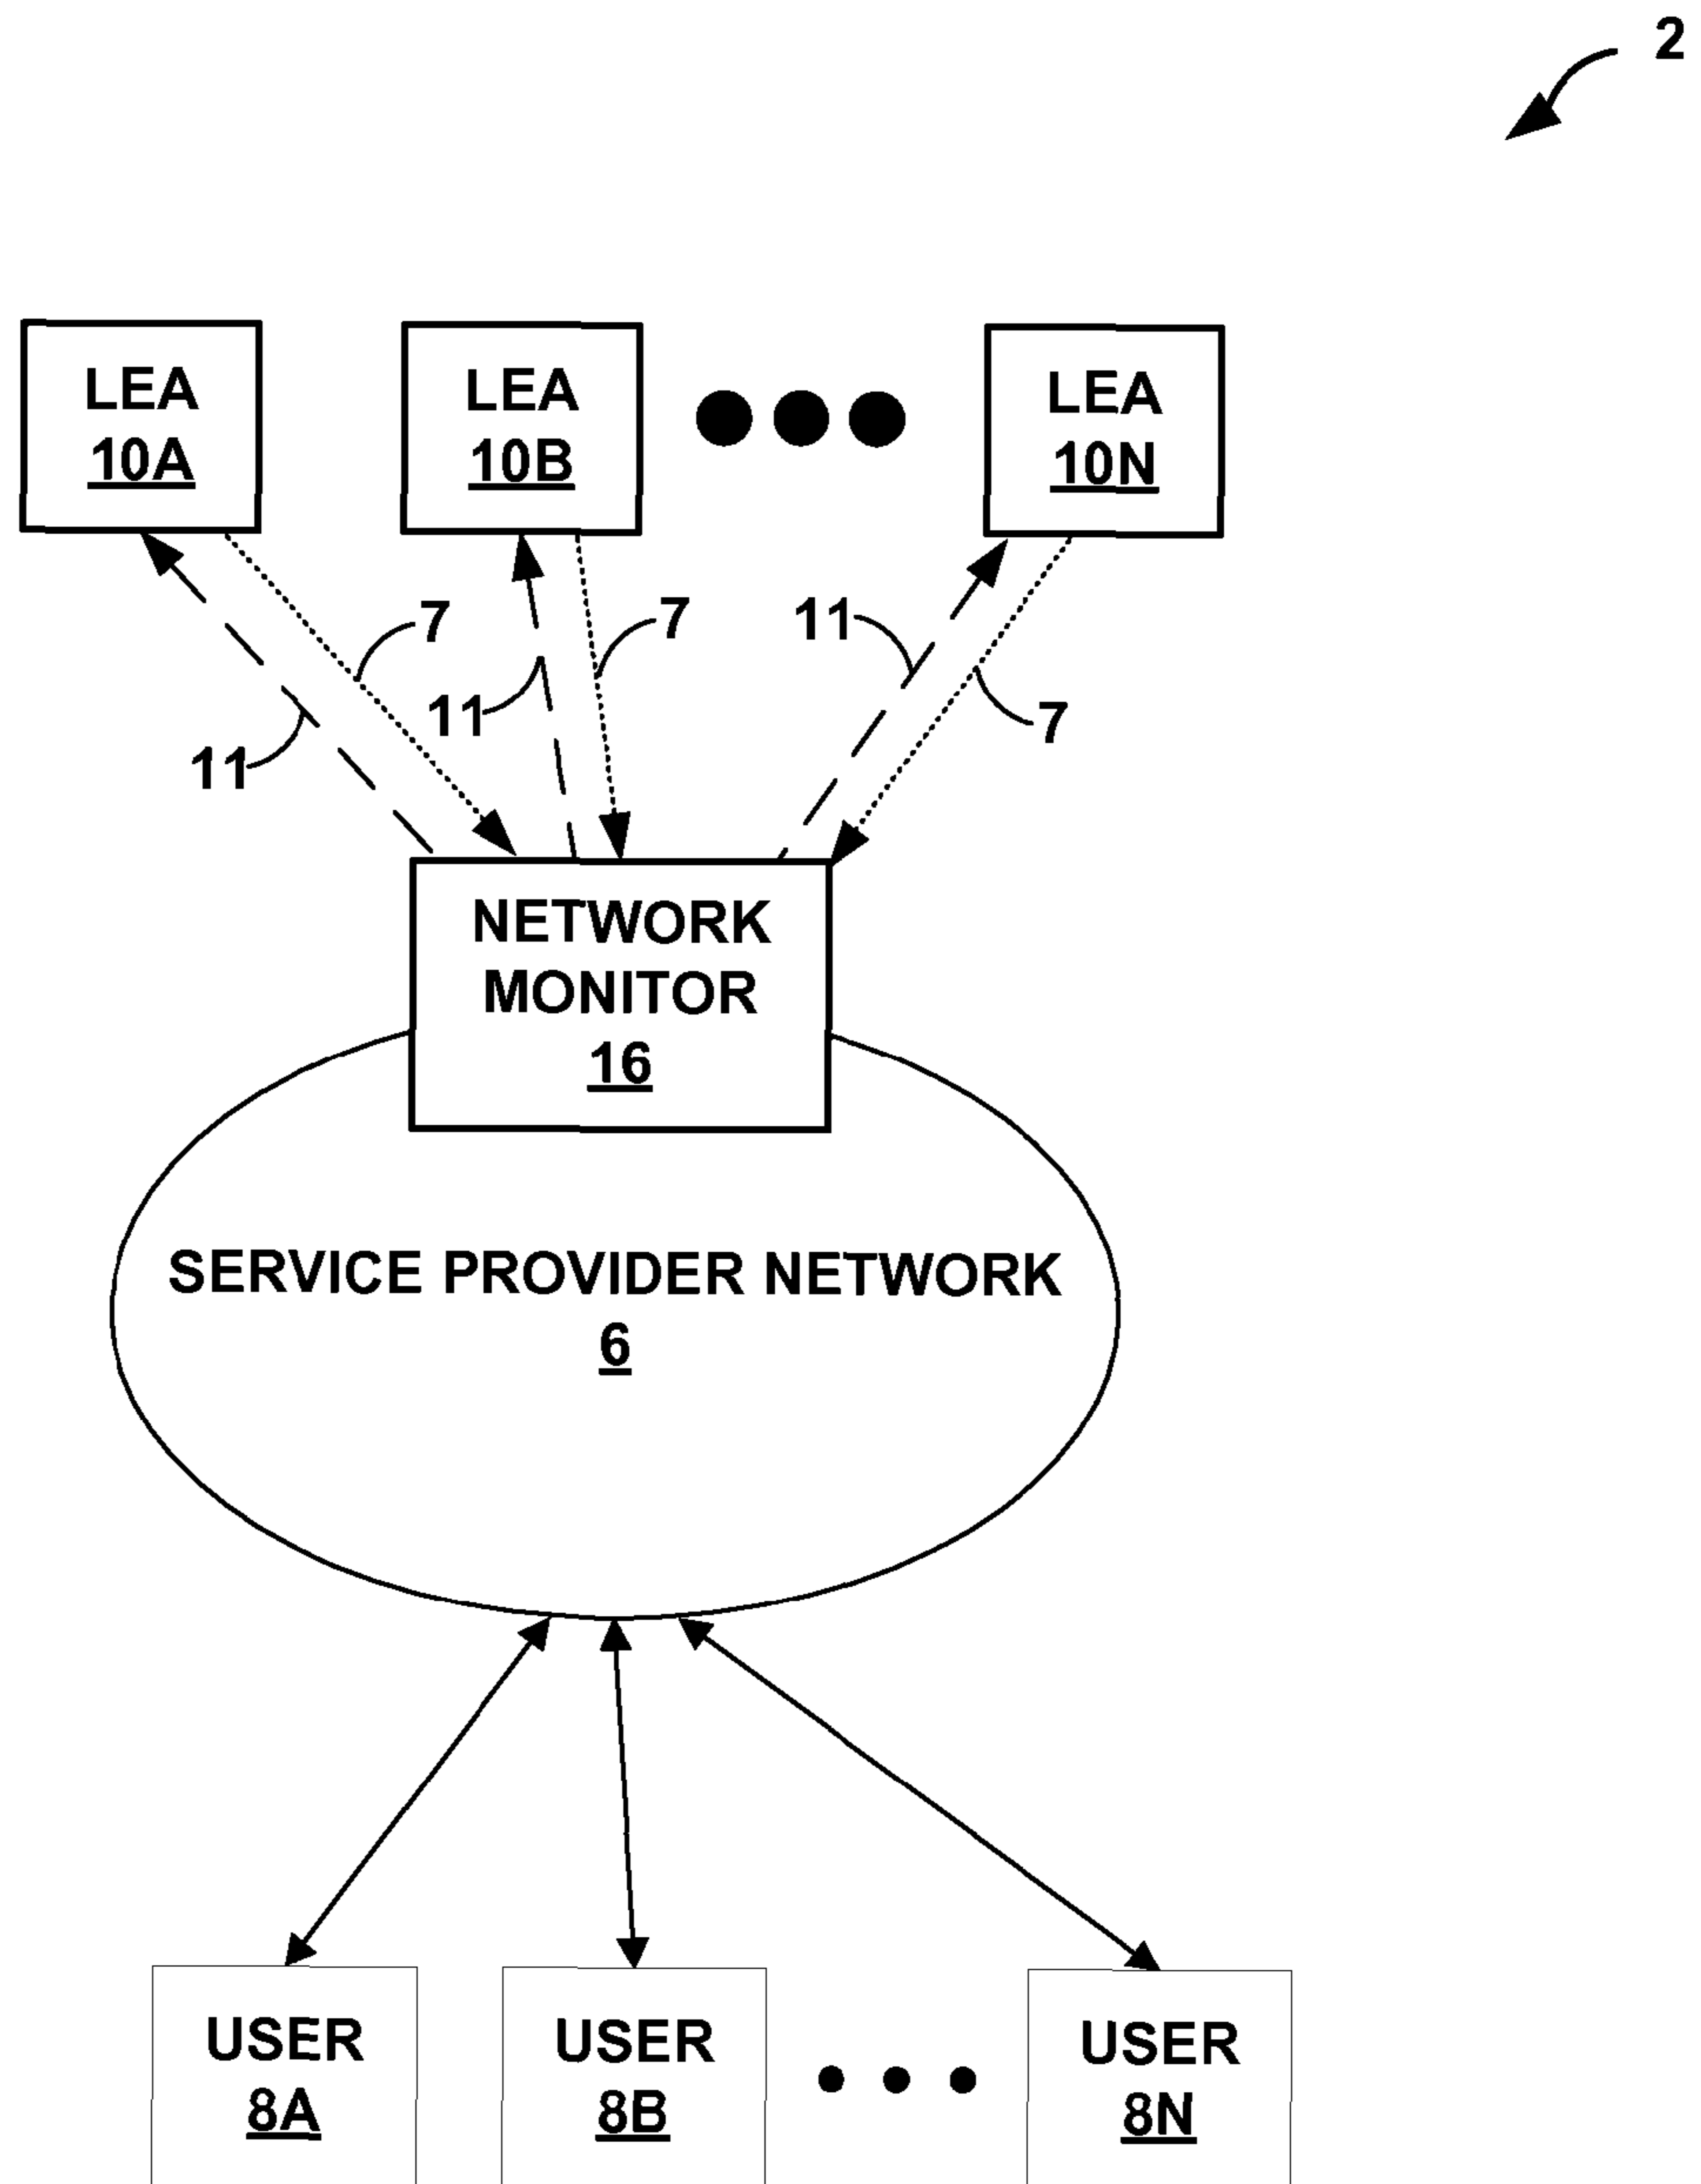 2
LEA
10A
LEA
10B
LEA
10N
7
7
11
11
7
11
NETWORK
MONITOR
16
SERVICE PROVIDER NETWORK
6
USER
8A
USER
8B
USER
8N